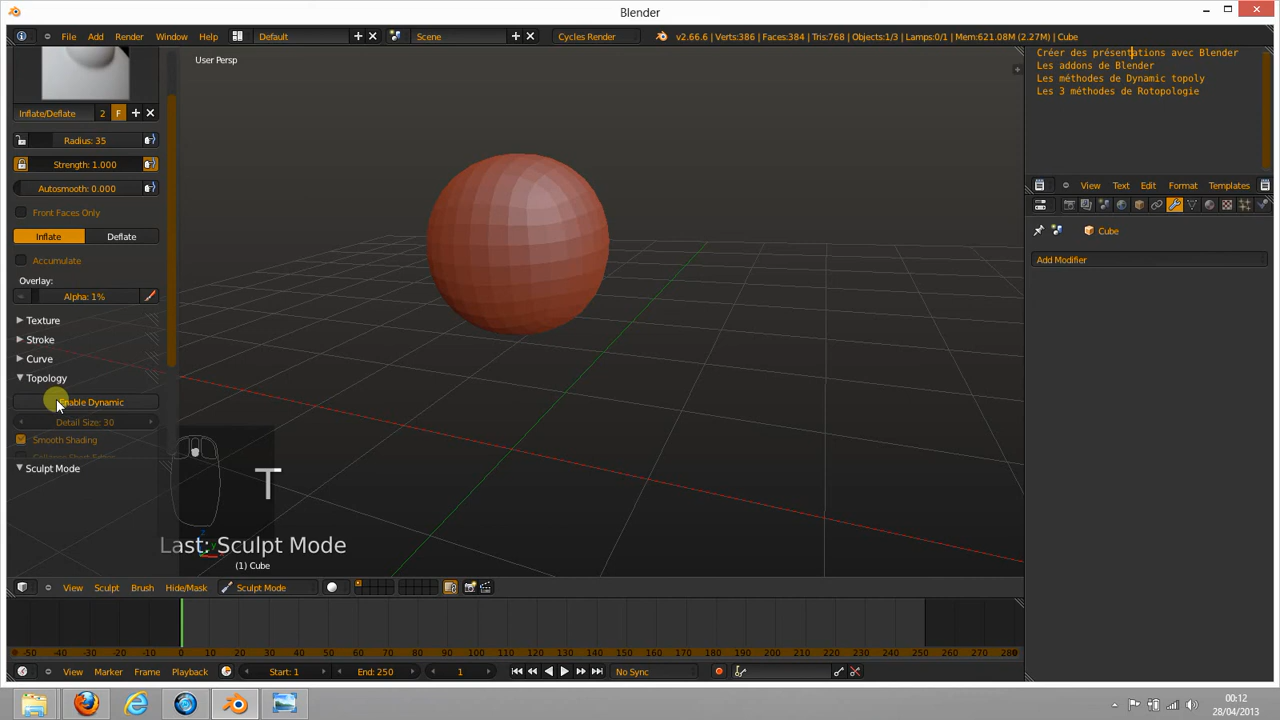 Blender
File Add Render Window Help Default Scene Cycles Render v2.66.6 | Verts:386 | Faces:384 | Tris:768 | Objects:1/3 | Lamps:0/1 | Mem:621.08M (2.27M) | Cube
User Persp
Créer des présentations avec Blender
Les addons de Blender
Les méthodes de Dynamic topoly
Les 3 méthodes de Rotopologie
Inflate/Deflate 2 F
Radius: 35
Strength: 1.000
Autosmooth: 0.000
Front Faces Only
Inflate Deflate
Accumulate
Overlay:
Alpha: 1%
Texture
Stroke
Curve
Topology
Enable Dynamic
Detail Size: 30
Smooth Shading
Sculpt Mode
T
Last: Sculpt Mode
(1) Cube
View Text Edit Format Templates
Cube
Add Modifier
View Sculpt Brush Hide/Mask Sculpt Mode
-50 -40 -30 -20 -10 0 10 20 30 40 50 60 70 80 90 100 110 120 130 140 150 160 170 180 190 200 210 220 230 240 250 260 270 280
View Marker Frame Playback Start: 1 End: 250 1 No Sync
00:12
28/04/2013